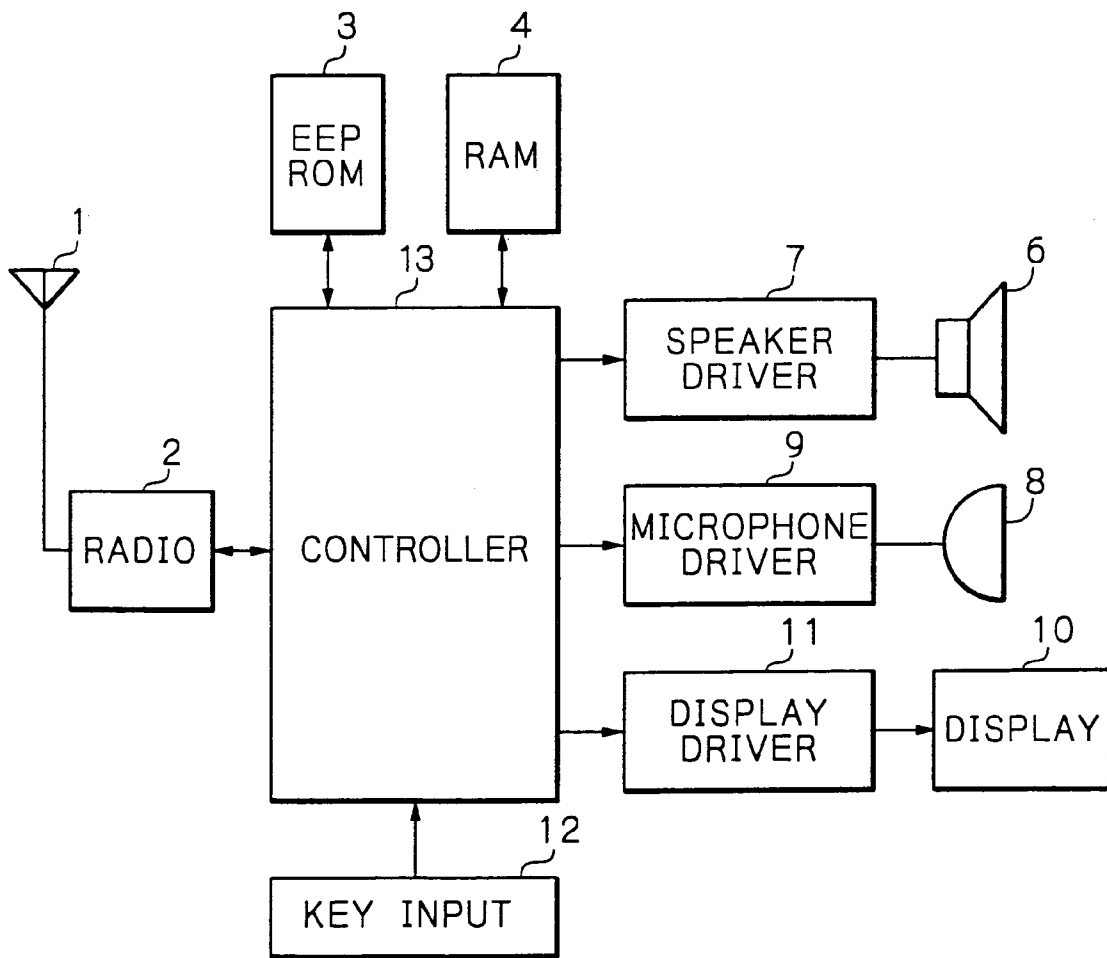 3
4
EEP
ROM
RAM
1
13
7
6
SPEAKER
DRIVER
2
9
8
RADIO
CONTROLLER
MICROPHONE
DRIVER
11
10
DISPLAY
DRIVER
DISPLAY
12
KEY INPUT